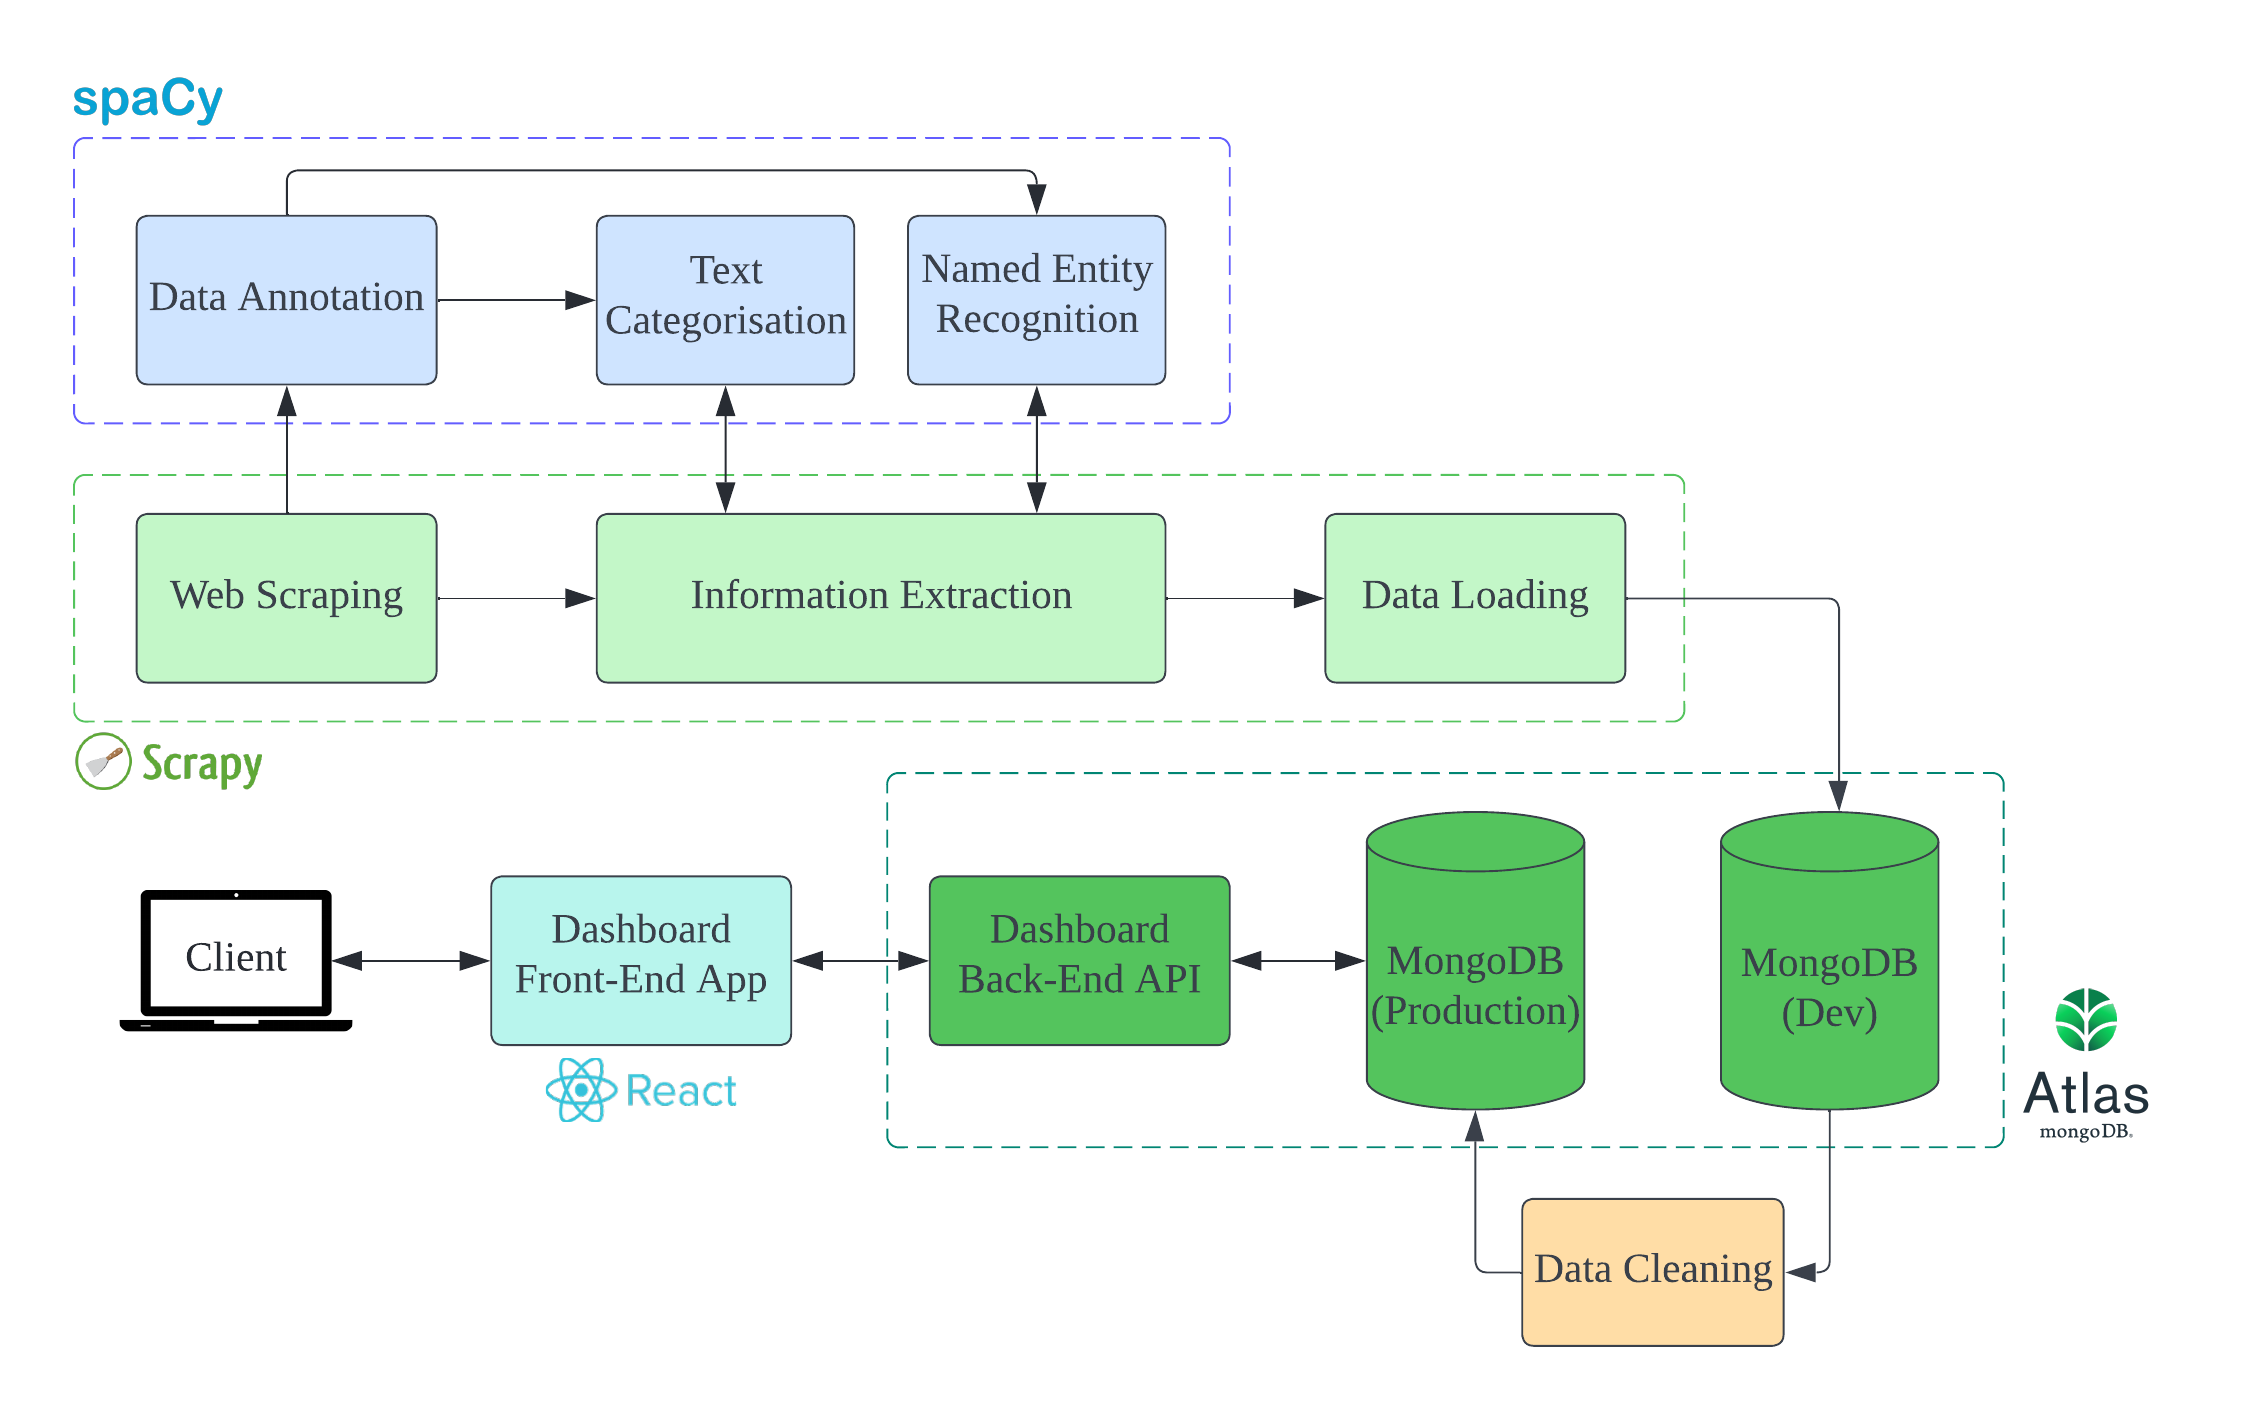 spaCy
Data Annotation
Text
Categorisation
Named Entity
Recognition
Web Scraping
Information Extraction
Data Loading
Scrapy
Client
Dashboard
Front-End App
React
Dashboard
Back-End API
MongoDB
(Production)
MongoDB
(Dev)
Atlas
mongoDB.
Data Cleaning